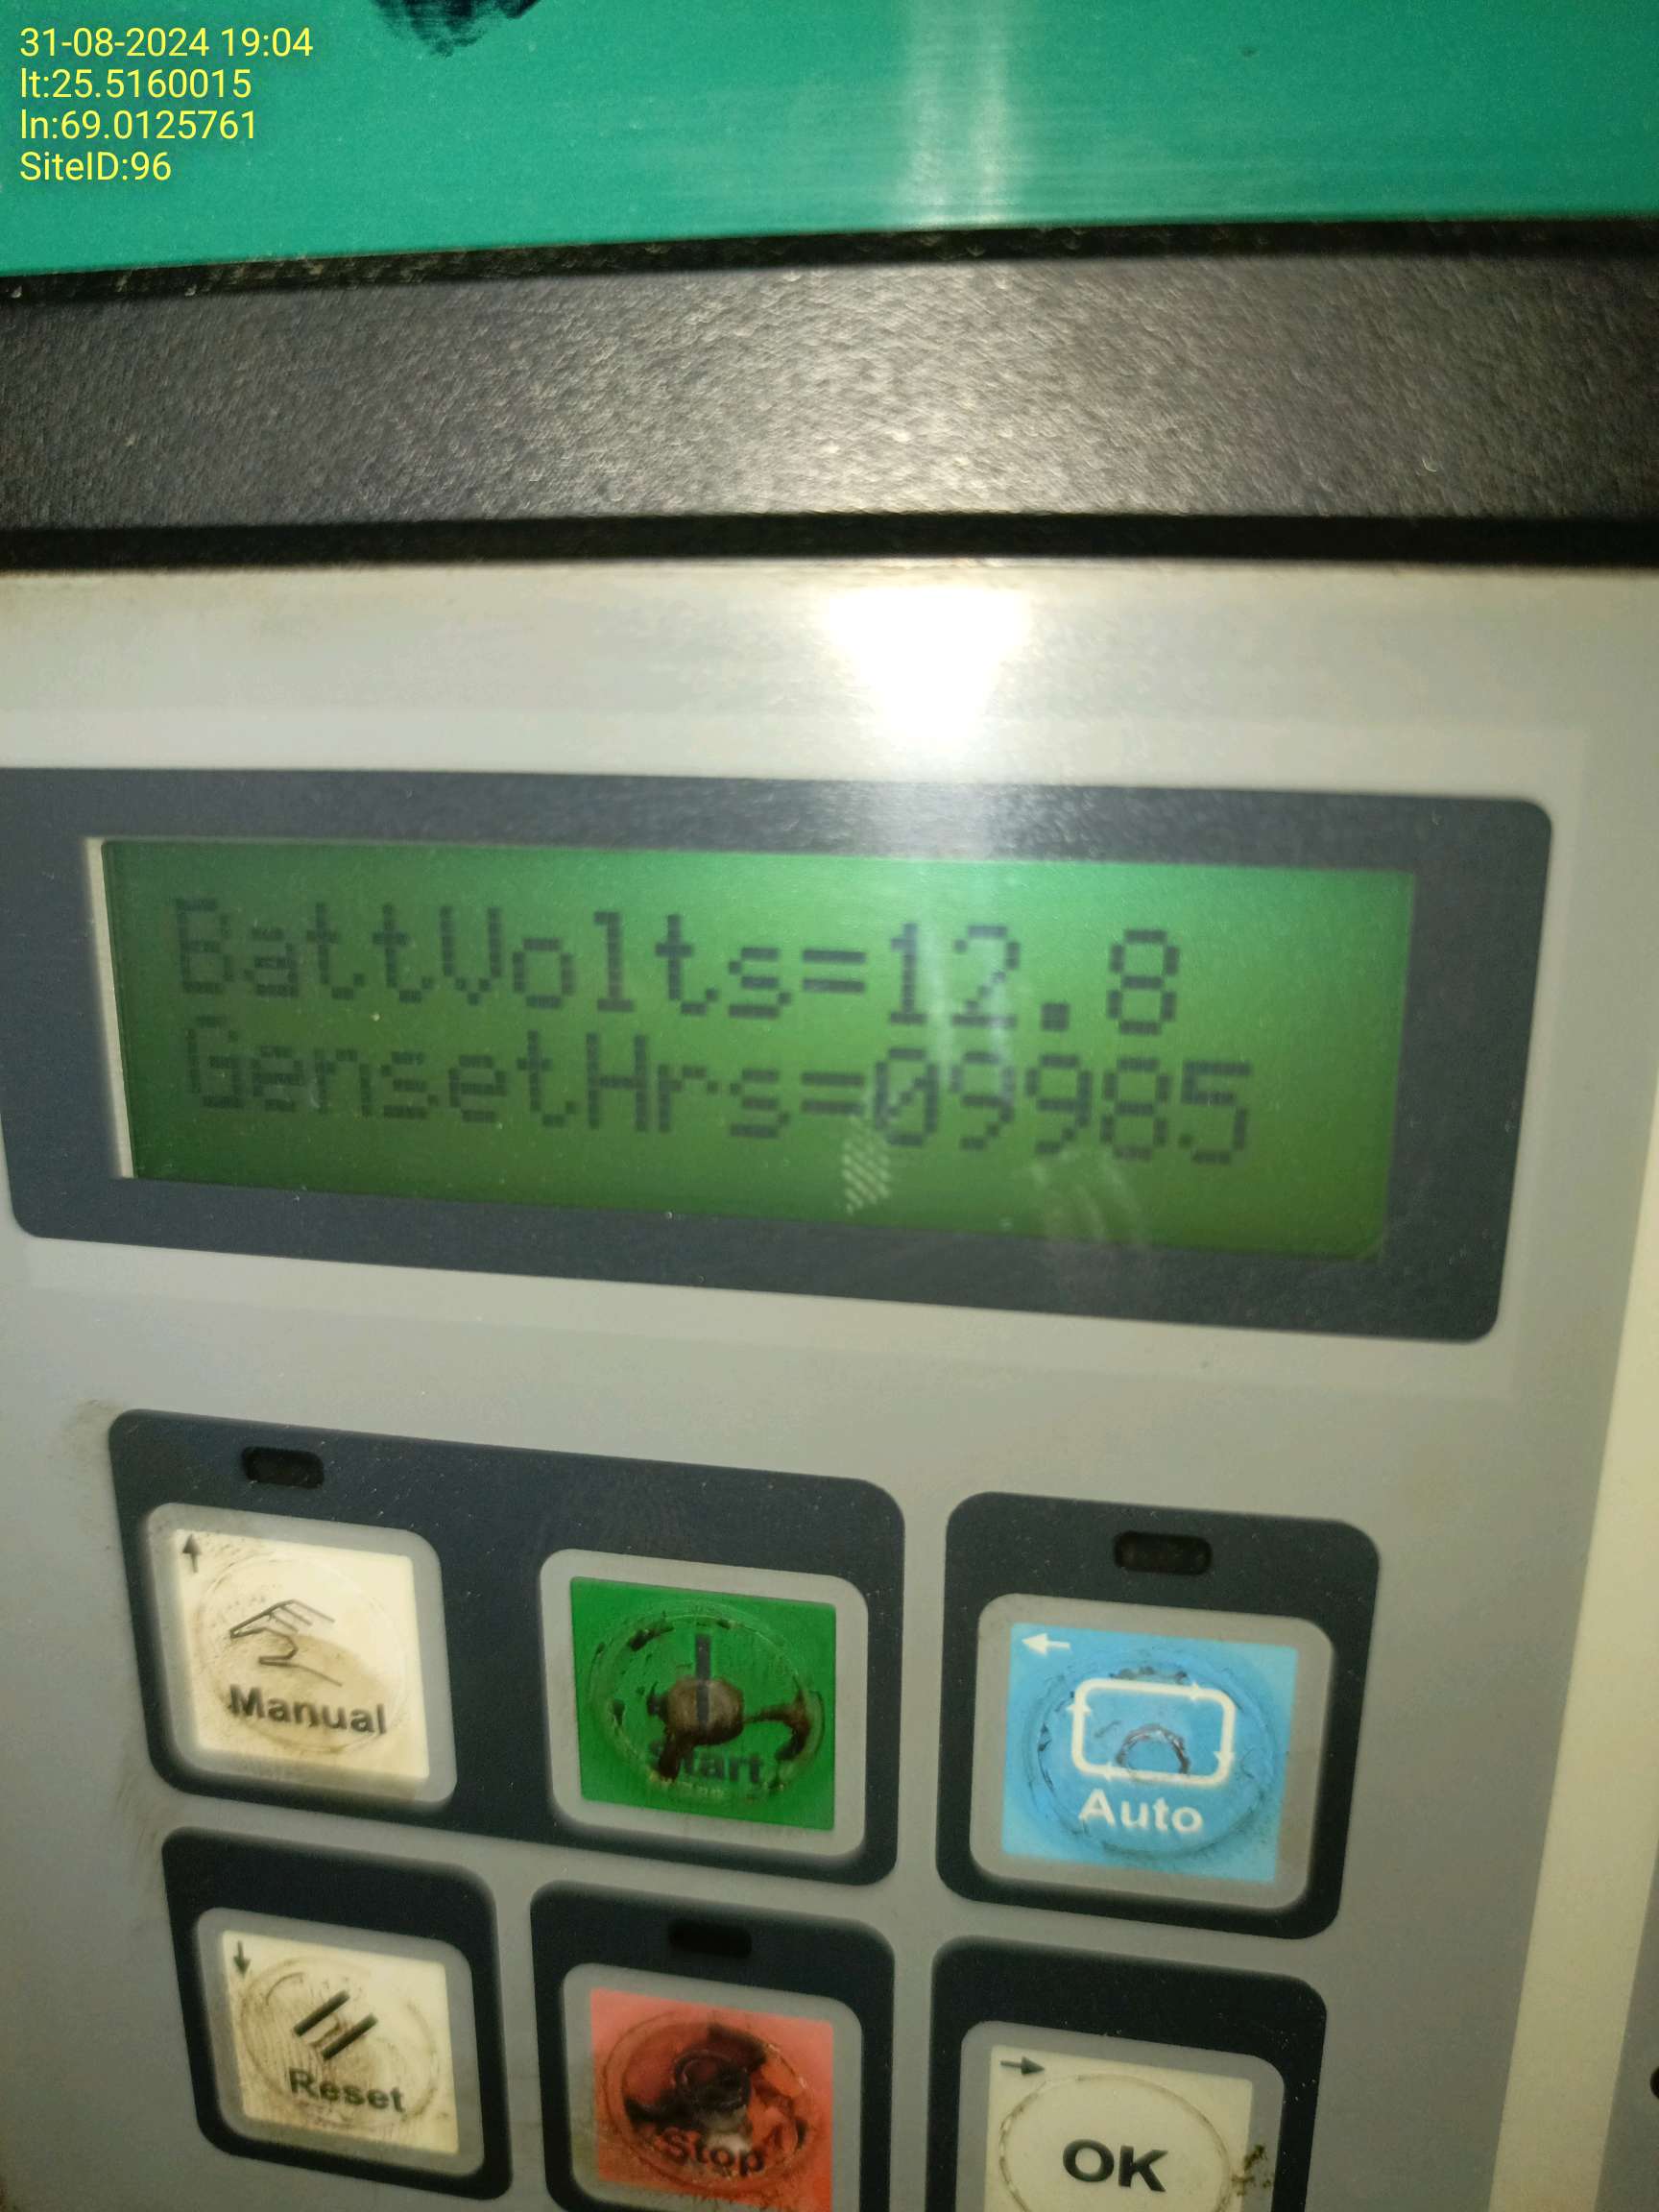 31-08-2024 19:04
lt:25.5160015
ln:69.0125761
SiteID:96
BattVolts=12.8
GensetHrs=09985
Manual
Start
Auto
Reset
Stop
OK